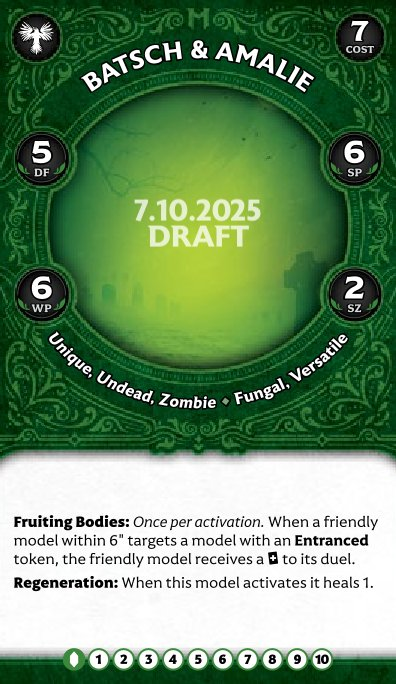 BATSCH & AMALIE
7
COST
5
DF
6
SP
7.10.2025
DRAFT
6
WP
2
SZ
Unique, Undead, Zombie ◆ Fungal, Versatile
Fruiting Bodies: Once per activation. When a friendly
model within 6" targets a model with an Entranced
token, the friendly model receives a + to its duel.
Regeneration: When this model activates it heals 1.
1 2 3 4 5 6 7 8 9 10